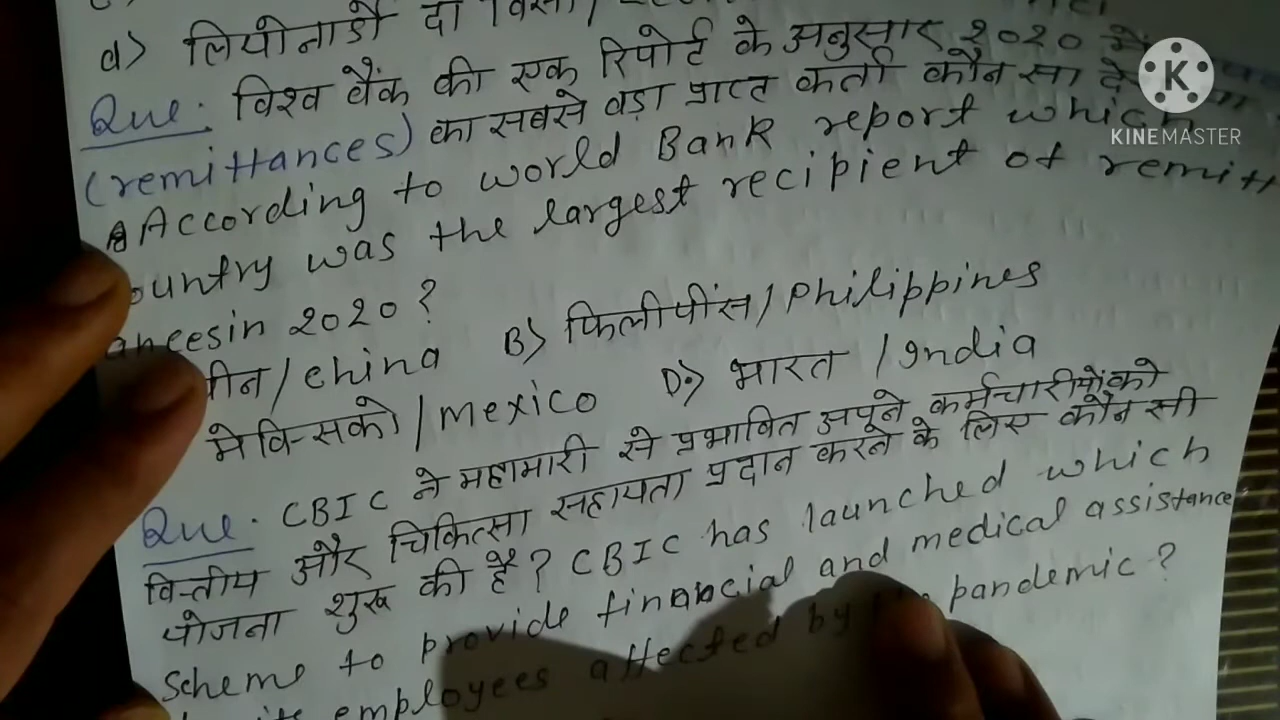 a> लियोनार्डो दा
Que. विश्व बैंक की एक रिपोर्ट के अनुसार 2020 में
(remittances) का सबसे बड़ा प्राप्त कर्ता कौन सा
According to world Bank report which
ountry was the largest recipient of remitt
ancesin 2020 ?
ीन / china B> फिलीपींस / Philippines
मेक्सिको / mexico D.> भारत / India
Que. CBIC ने महामारी से प्रभावित अपने कर्मचारीयों को
वित्तीय और चिकित्सा सहायता प्रदान करने के लिए कौन सी
योजना शुरू की है ? CBIC has launched which
scheme to provide financial and medical assistance
employees affected by pandemic ?
K
KINEMASTER